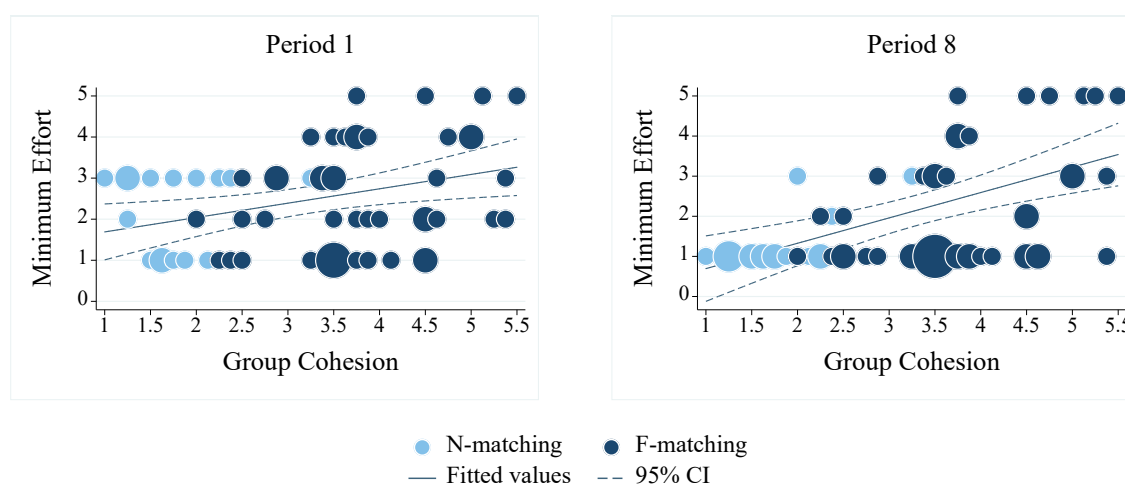 Period 1
Minimum Effort
5
4
3
2
1
0
1 1.5 2 2.5 3 3.5 4 4.5 5 5.5
Group Cohesion
Period 8
Minimum Effort
5
4
3
2
1
0
1 1.5 2 2.5 3 3.5 4 4.5 5 5.5
Group Cohesion
N-matching F-matching
Fitted values 95% CI